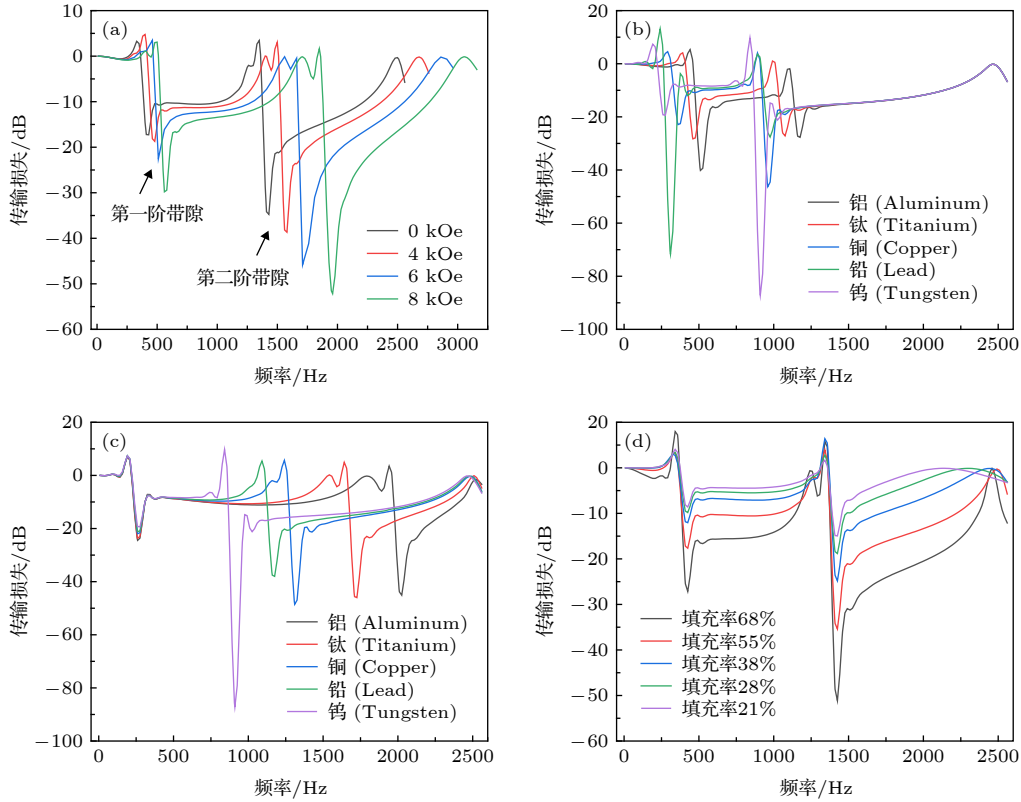 (a)
10
0
−10
−20
−30
−40
−50
−60
传输损失/dB
第一阶带隙
第二阶带隙
0 kOe
4 kOe
6 kOe
8 kOe
0
500
1000
1500
2000
2500
3000
频率/Hz
(b)
20
0
−20
−40
−60
−80
−100
传输损失/dB
铝 (Aluminum)
钛 (Titanium)
铜 (Copper)
铅 (Lead)
钨 (Tungsten)
0
500
1000
1500
2000
2500
频率/Hz
(c)
20
0
−20
−40
−60
−80
−100
传输损失/dB
铝 (Aluminum)
钛 (Titanium)
铜 (Copper)
铅 (Lead)
钨 (Tungsten)
0
500
1000
1500
2000
2500
频率/Hz
(d)
20
10
0
−10
−20
−30
−40
−50
−60
传输损失/dB
填充率68%
填充率55%
填充率38%
填充率28%
填充率21%
0
500
1000
1500
2000
2500
频率/Hz